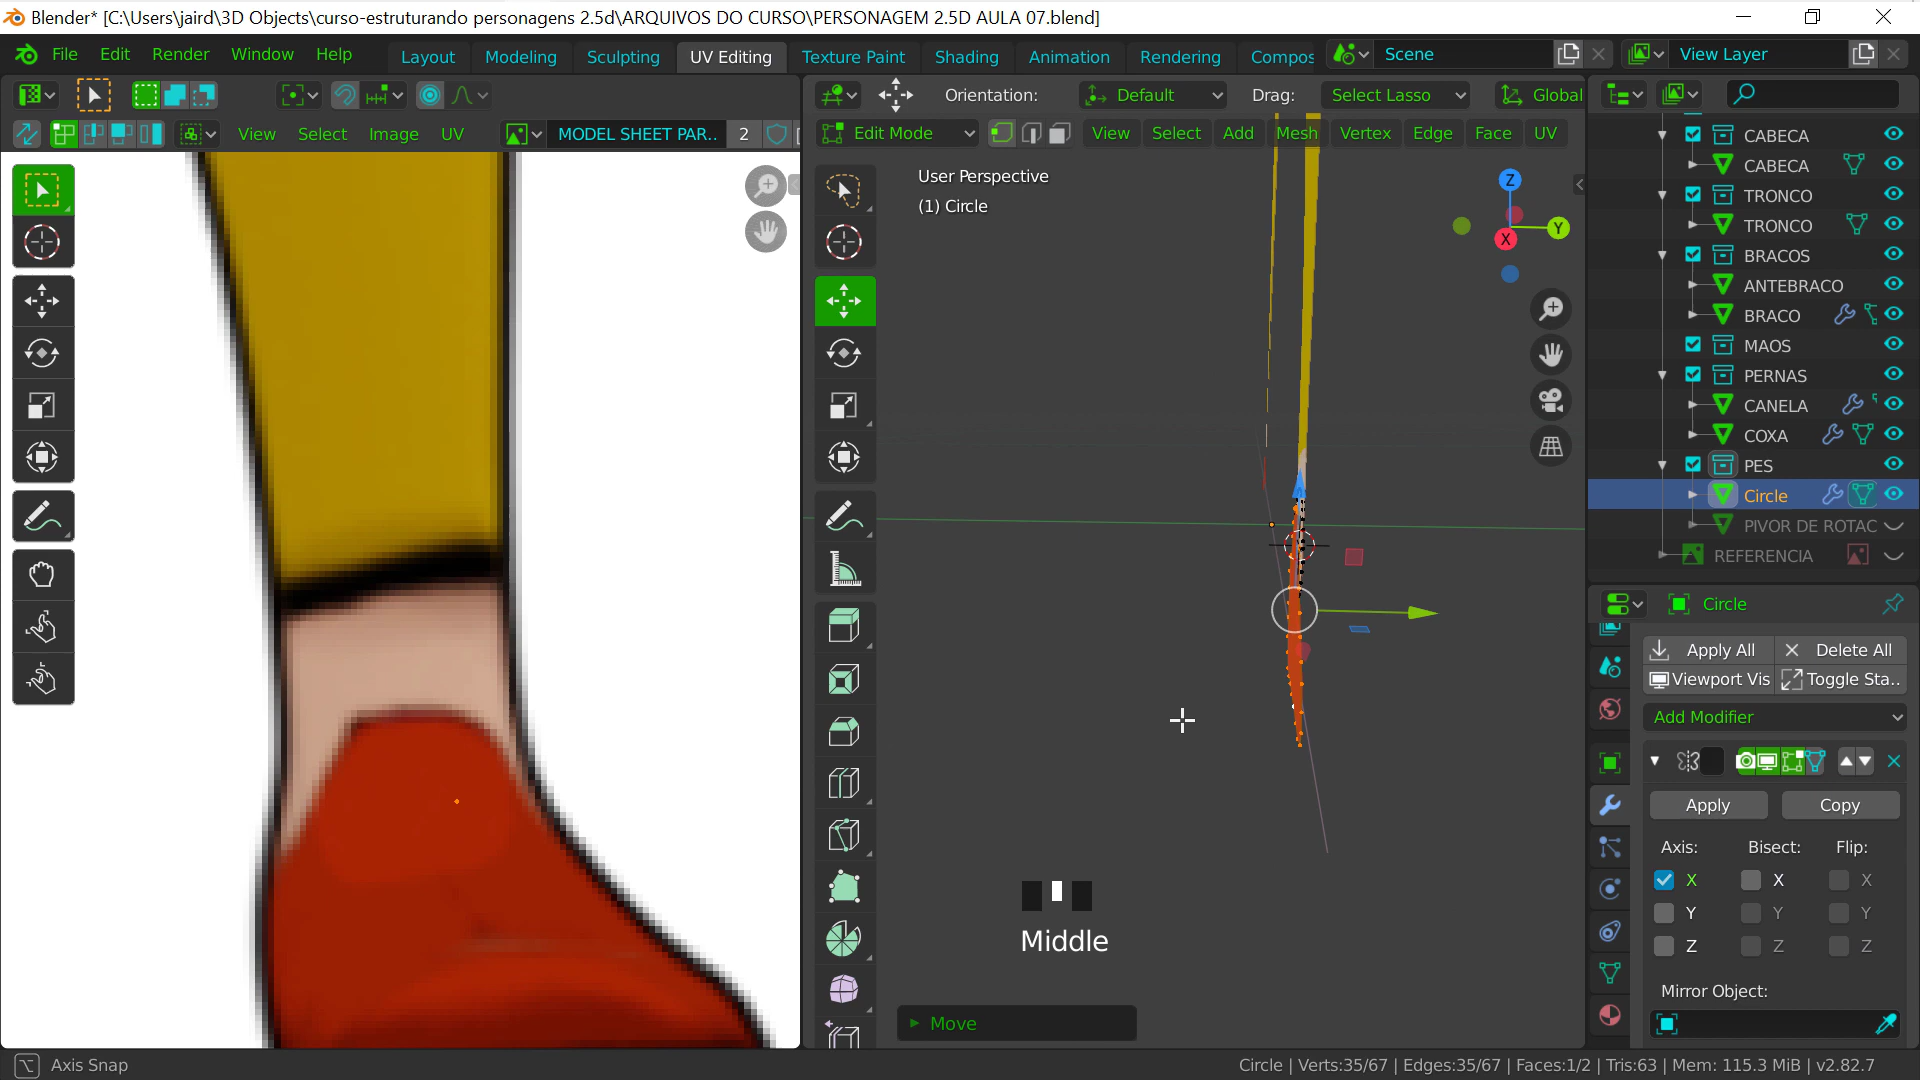 Blender* [C:\Users\jaird\3D Objects\curso-estruturando personagens 2.5d\ARQUIVOS DO CURSO\PERSONAGEM 2.5D AULA 07.blend]
File Edit Render Window Help Layout Modeling Sculpting UV Editing Texture Paint Shading Animation Rendering Compos Scene View Layer
Orientation: Default Drag: Select Lasso Global
View Select Image UV MODEL SHEET PAR.. 2 Edit Mode View Select Add Mesh Vertex Edge Face UV
User Perspective
(1) Circle
Z
Y
X
CABECA
CABECA
TRONCO
TRONCO
BRACOS
ANTEBRACO
BRACO
MAOS
PERNAS
CANELA
COXA
PES
Circle
PIVOR DE ROTAC
REFERENCIA
Circle
Apply All Delete All
Viewport Vis Toggle Sta..
Add Modifier
Apply Copy
Axis: Bisect: Flip:
X X X
Y Y Y
Z Z Z
Mirror Object:
Middle
Move
Axis Snap
Circle | Verts:35/67 | Edges:35/67 | Faces:1/2 | Tris:63 | Mem: 115.3 MiB | v2.82.7